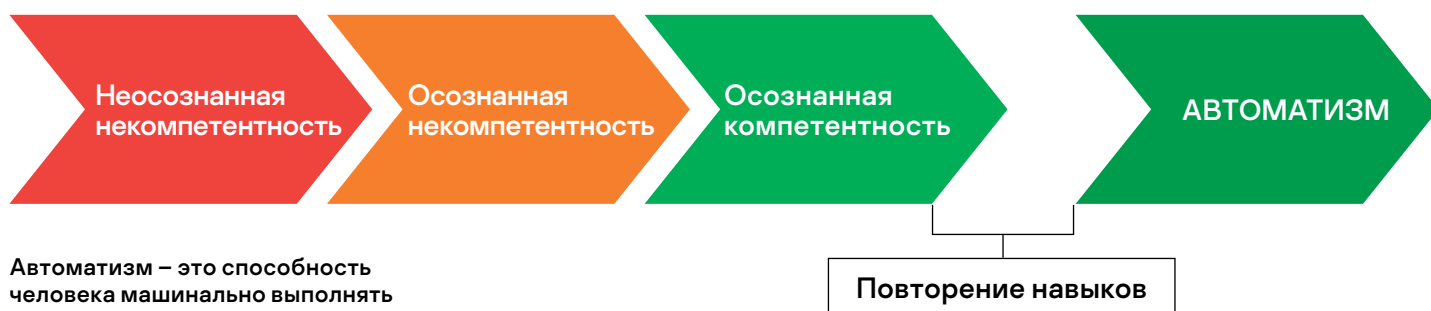 Неосознанная
некомпетентность
Осознанная
некомпетентность
Осознанная
компетентность
АВТОМАТИЗМ
Автоматизм – это способность
человека машинально выполнять
Повторение навыков